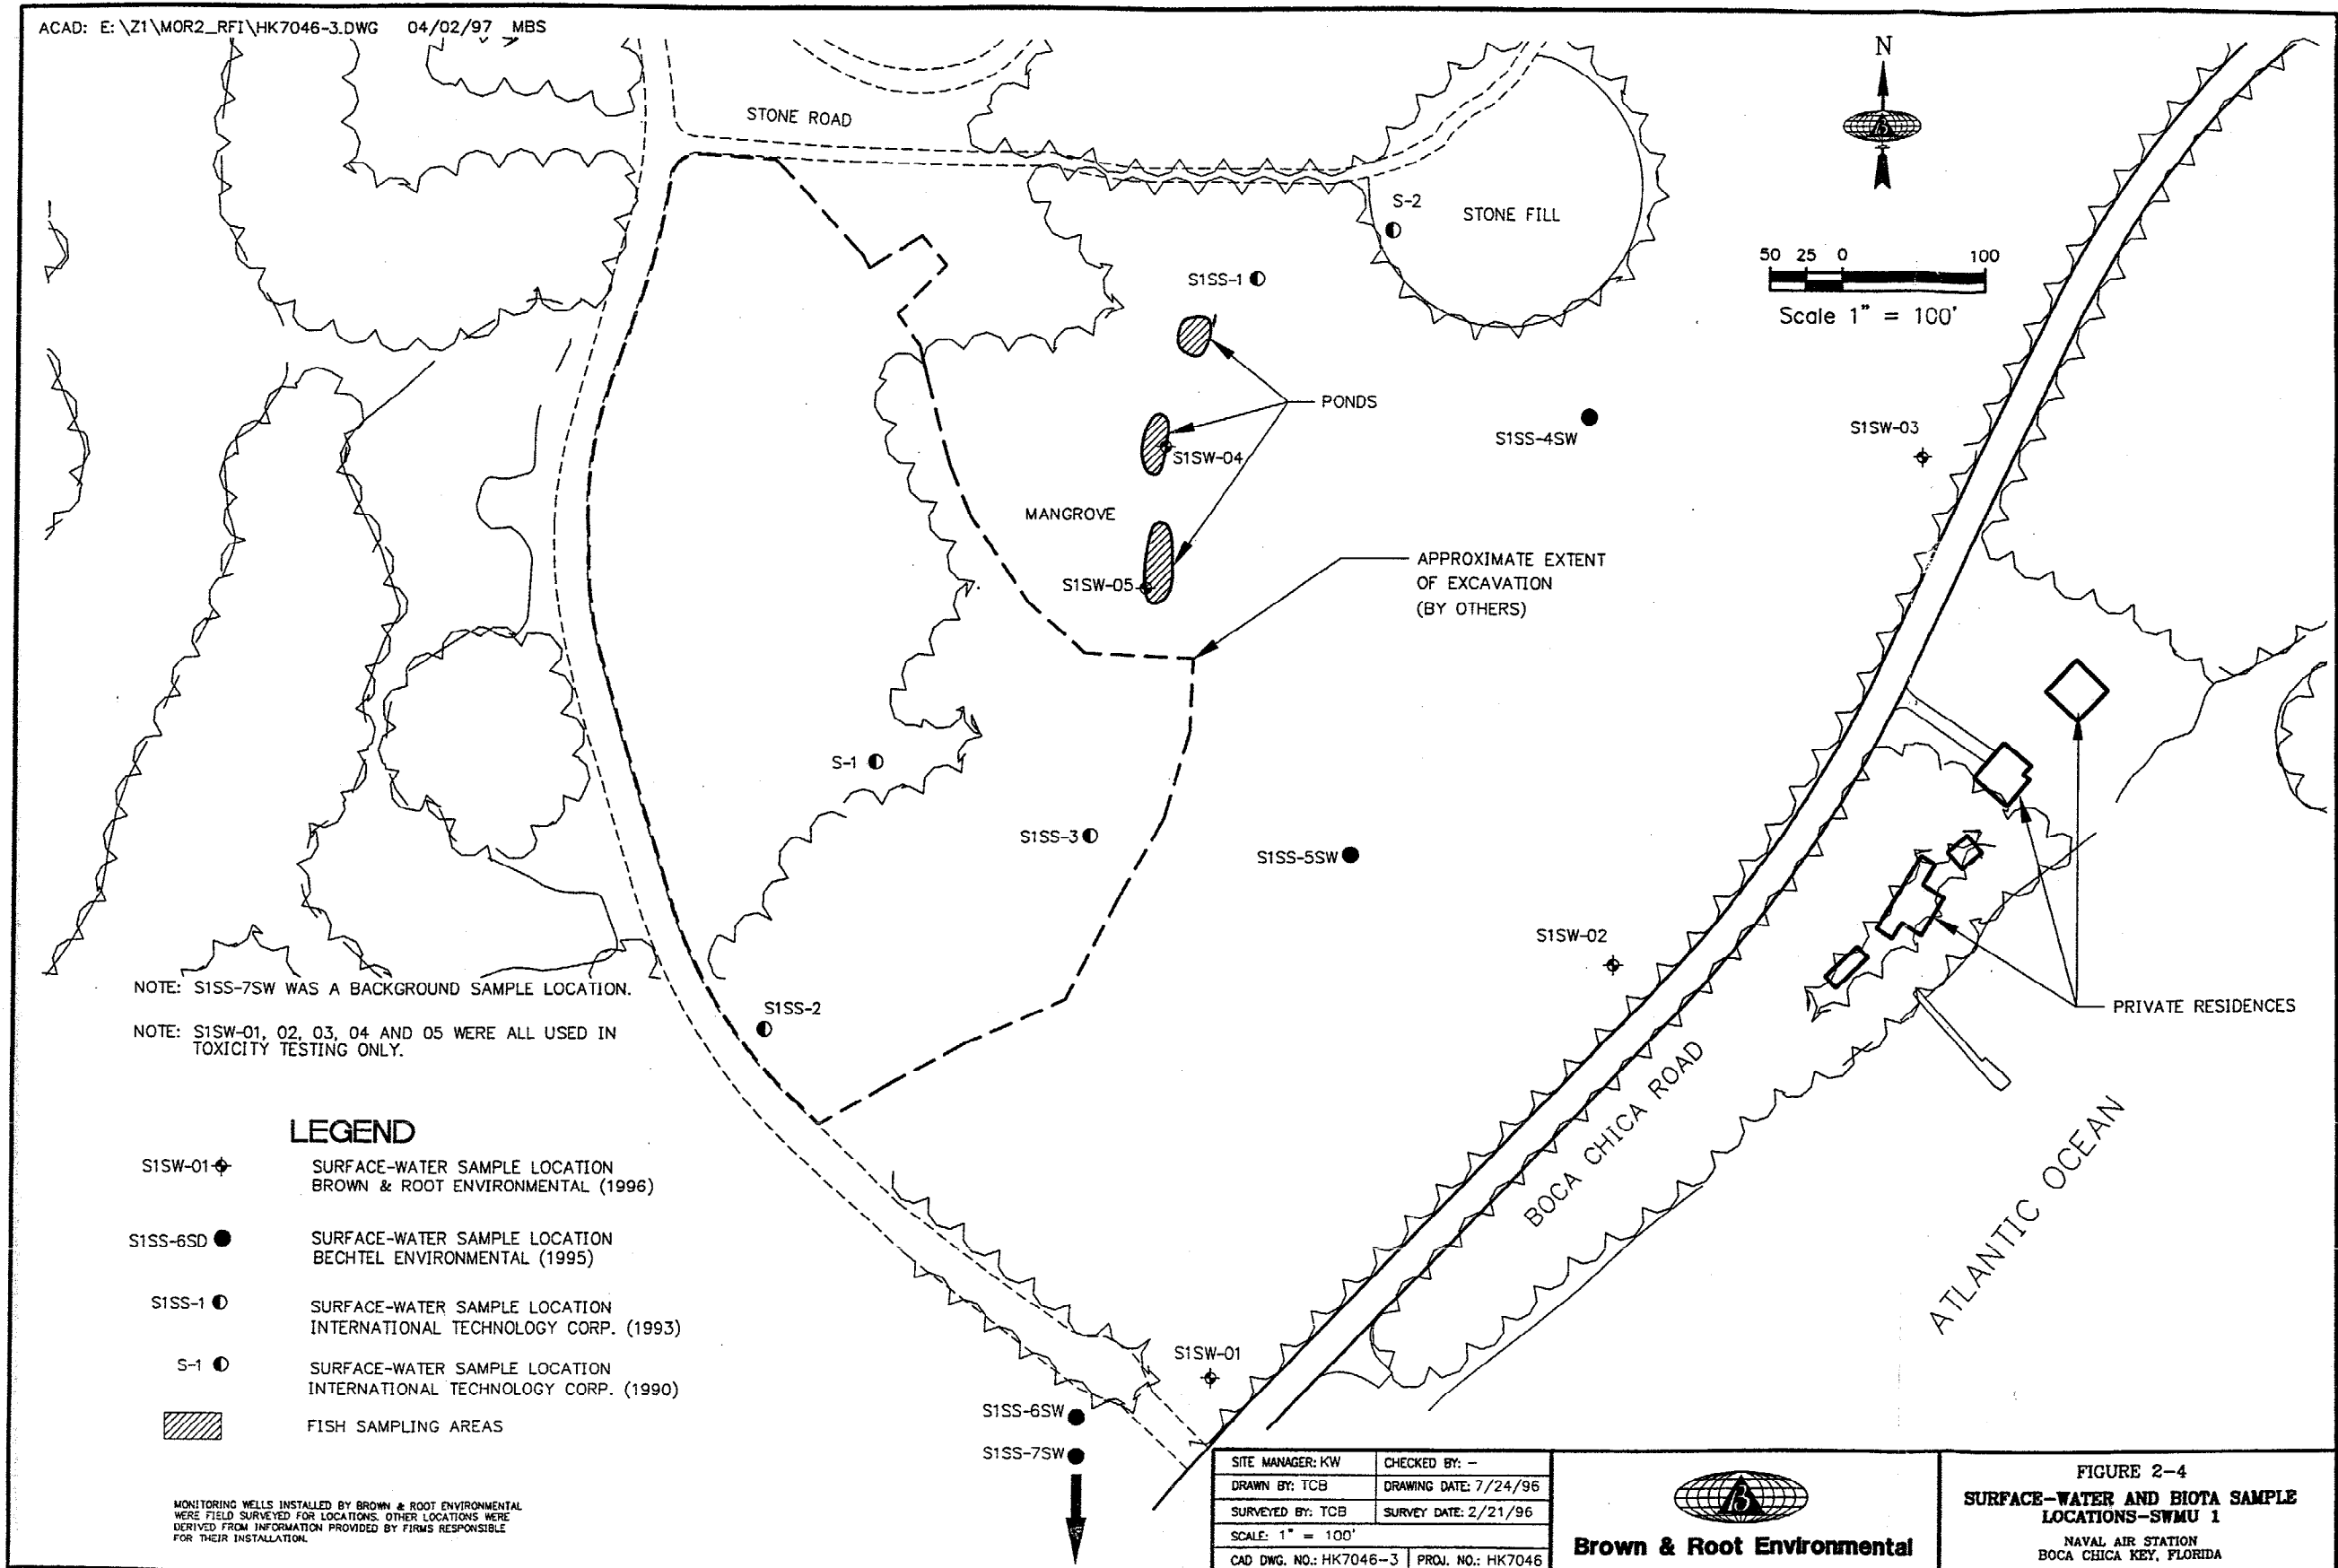 ACAD: E:\Z1\MOR2_RFI\HK7046-3.DWG 04/02/97 MBS
N
STONE ROAD
S-2
STONE FILL
50 25 0 100
Scale 1" = 100'
S1SS-1
PONDS
S1SS-4SW
S1SW-03
S1SW-04
MANGROVE
APPROXIMATE EXTENT
OF EXCAVATION
(BY OTHERS)
S1SW-05
S-1
S1SS-3
S1SS-5SW
S1SW-02
PRIVATE RESIDENCES
S1SS-2
BOCA CHICA ROAD
ATLANTIC OCEAN
S1SW-01
S1SS-6SW
S1SS-7SW
NOTE: S1SS-7SW WAS A BACKGROUND SAMPLE LOCATION.
NOTE: S1SW-01, 02, 03, 04 AND 05 WERE ALL USED IN
TOXICITY TESTING ONLY.
LEGEND
S1SW-01 SURFACE-WATER SAMPLE LOCATION
BROWN & ROOT ENVIRONMENTAL (1996)
S1SS-6SD SURFACE-WATER SAMPLE LOCATION
BECHTEL ENVIRONMENTAL (1995)
S1SS-1 SURFACE-WATER SAMPLE LOCATION
INTERNATIONAL TECHNOLOGY CORP. (1993)
S-1 SURFACE-WATER SAMPLE LOCATION
INTERNATIONAL TECHNOLOGY CORP. (1990)
FISH SAMPLING AREAS
MONITORING WELLS INSTALLED BY BROWN & ROOT ENVIRONMENTAL
WERE FIELD SURVEYED FOR LOCATIONS. OTHER LOCATIONS WERE
DERIVED FROM INFORMATION PROVIDED BY FIRMS RESPONSIBLE
FOR THEIR INSTALLATION.
SITE MANAGER: KW CHECKED BY: -
DRAWN BY: TCB DRAWING DATE: 7/24/96
SURVEYED BY: TCB SURVEY DATE: 2/21/96
SCALE: 1" = 100'
CAD DWG. NO.: HK7046-3 PROJ. NO.: HK7046
Brown & Root Environmental
FIGURE 2-4
SURFACE-WATER AND BIOTA SAMPLE
LOCATIONS-SWMU 1
NAVAL AIR STATION
BOCA CHICA KEY, FLORIDA